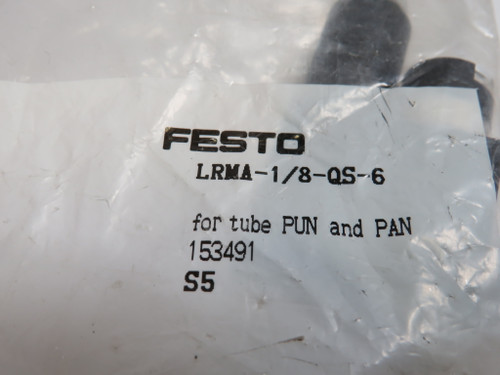 FESTO
LRMA-1/8-QS-6
for tube PUN and PAN
153491
S5